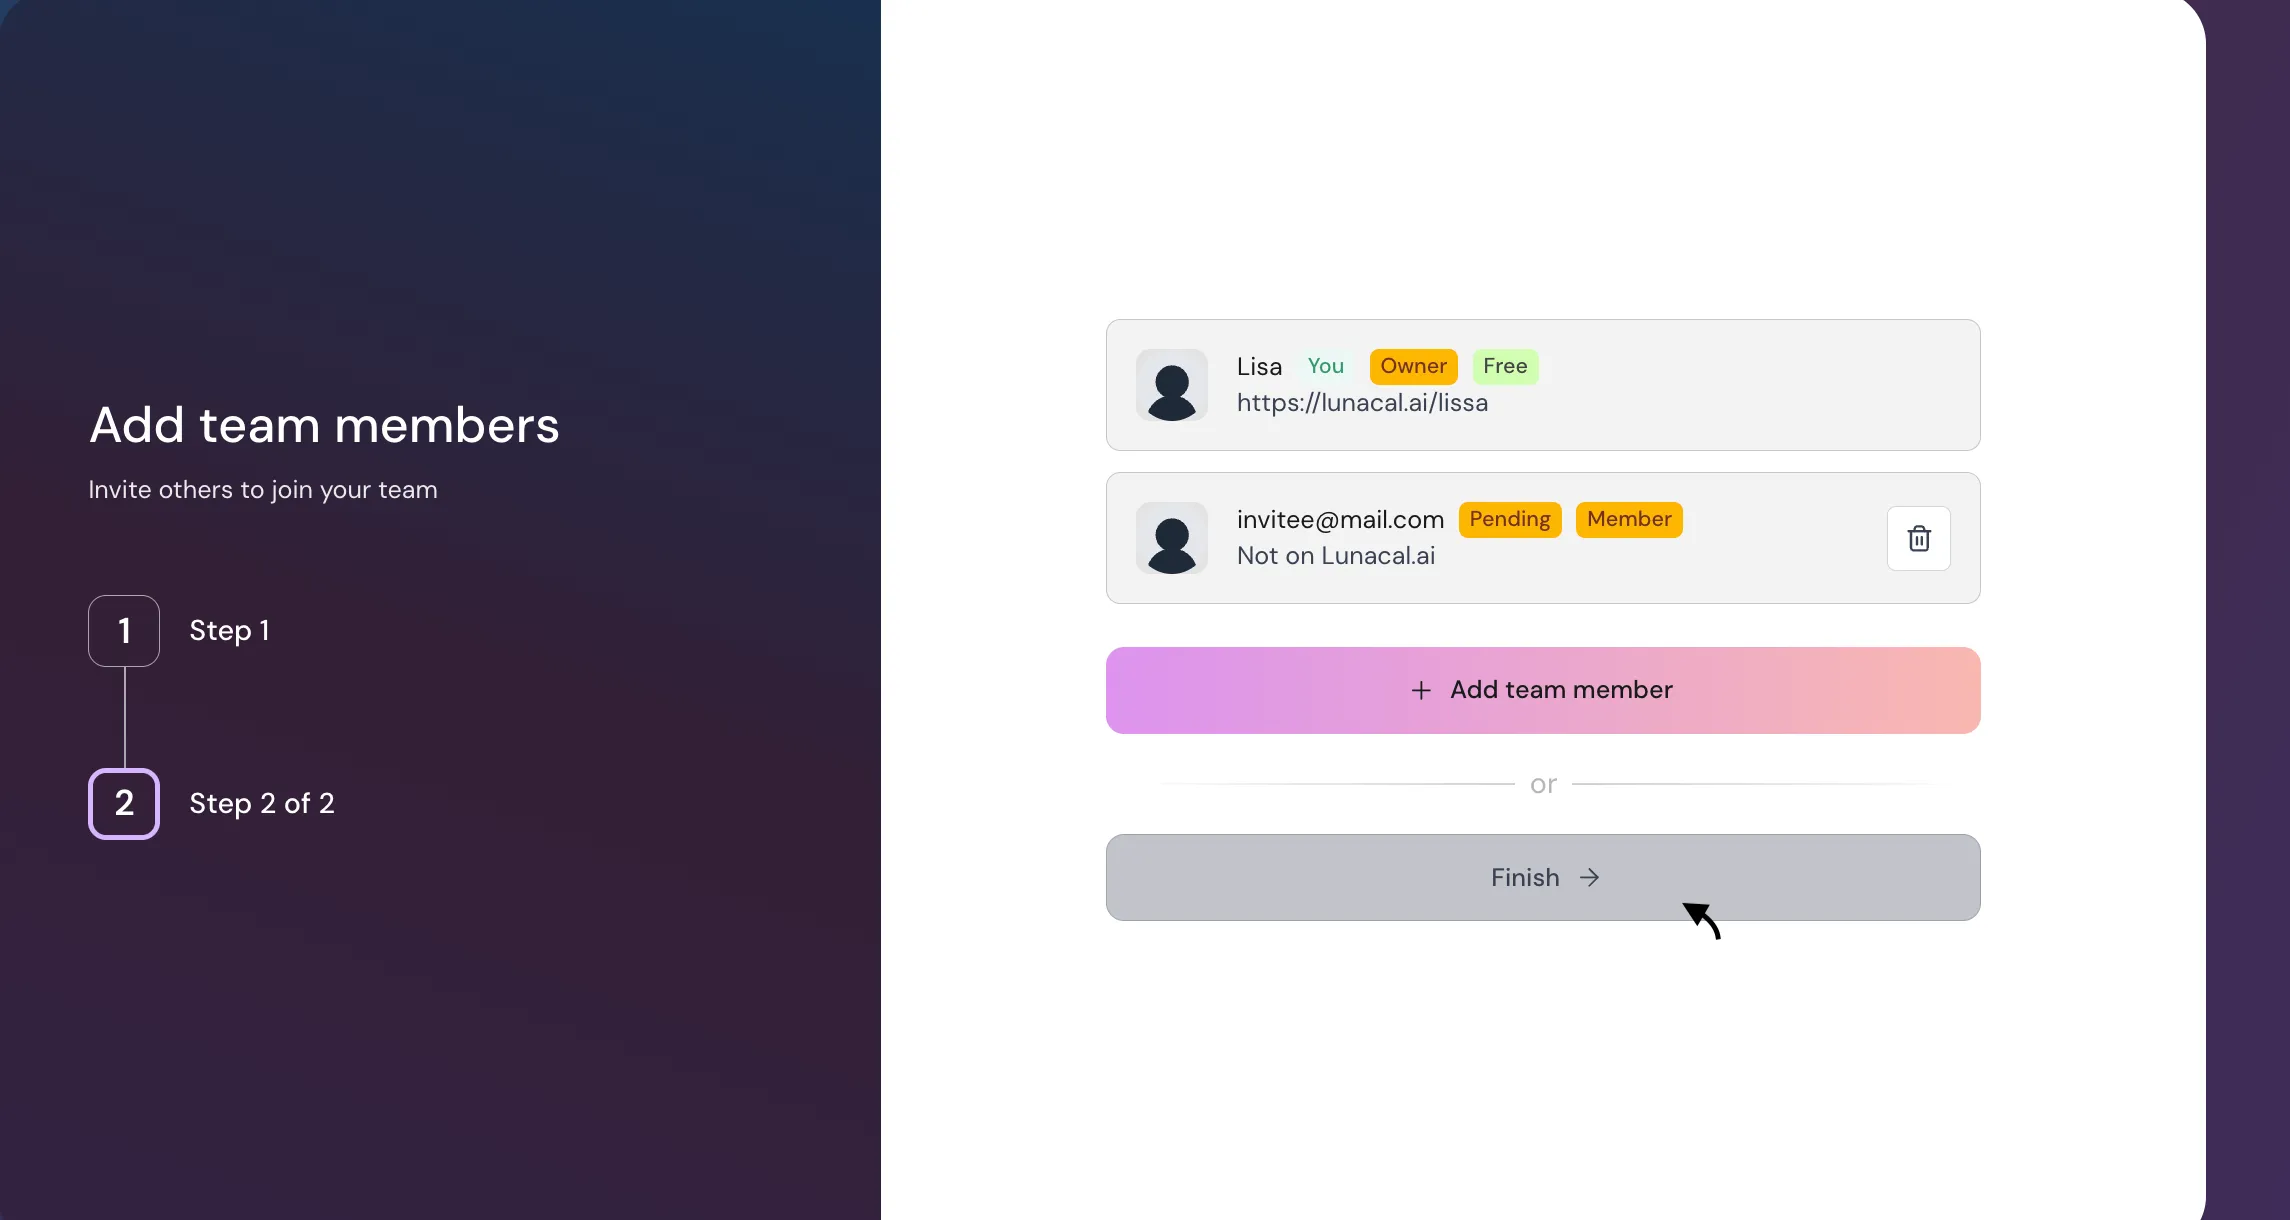 Add team members
Invite others to join your team
1 Step 1
2 Step 2 of 2
Lisa You Owner Free
https://lunacal.ai/lissa
invitee@mail.com Pending Member
Not on Lunacal.ai
+ Add team member
or
Finish →